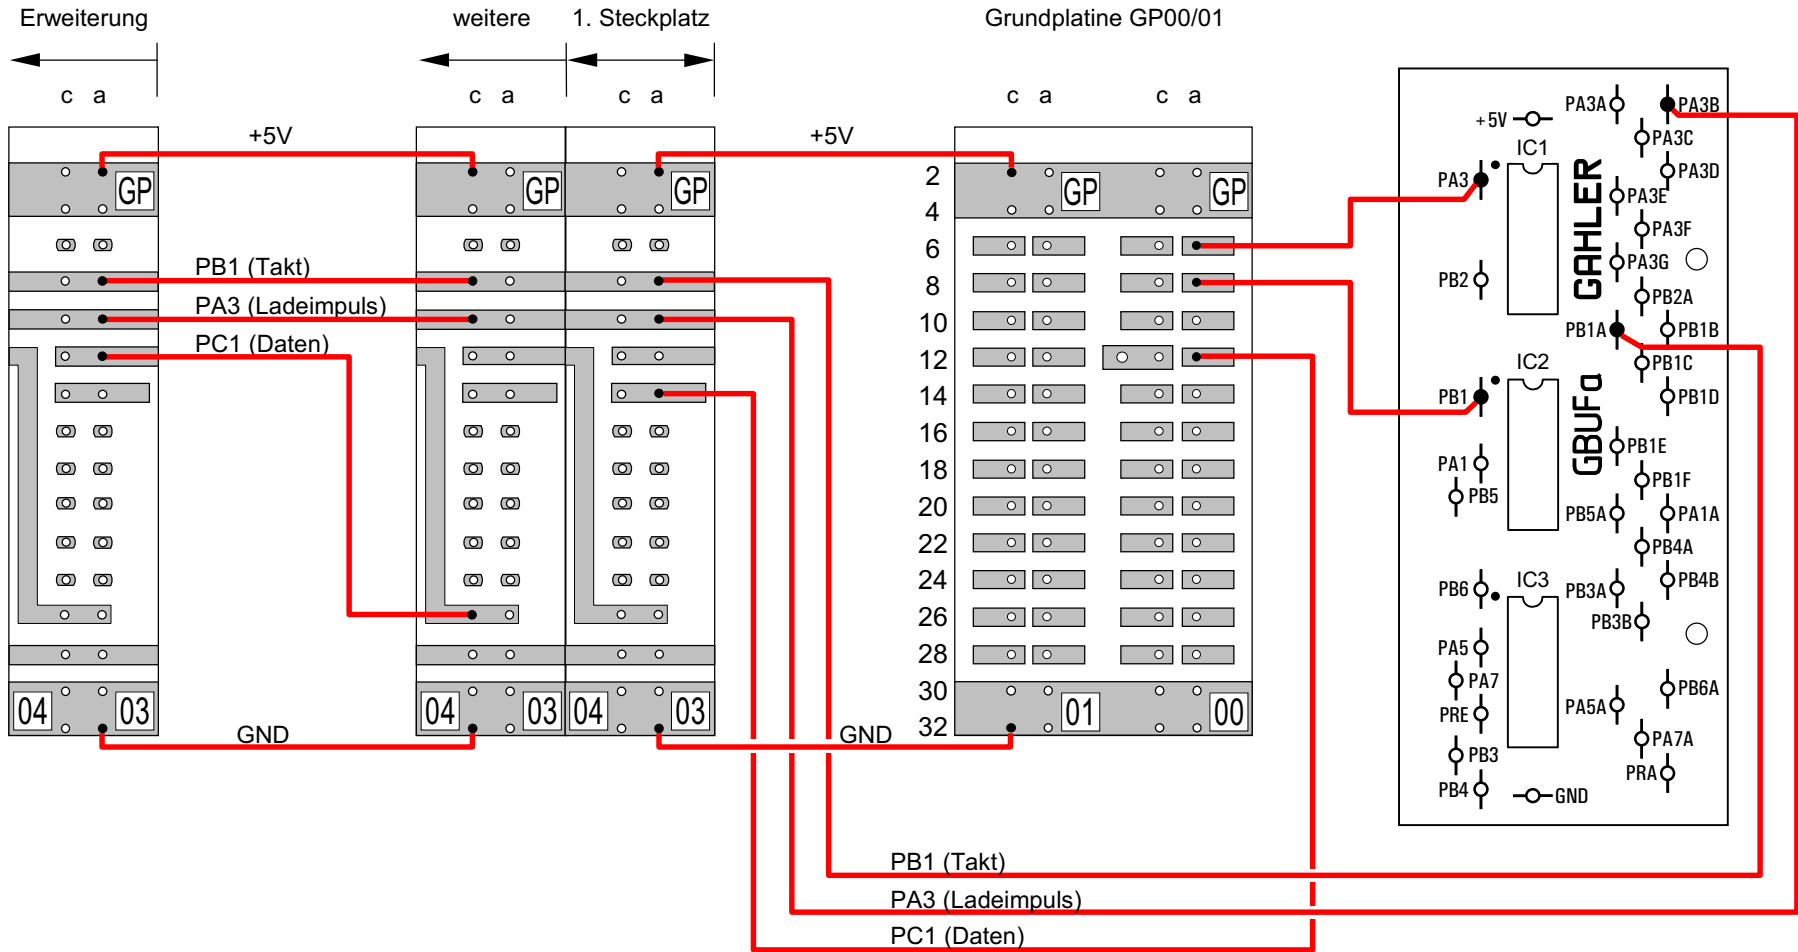 Erweiterung
weitere
1. Steckplatz
Grundplatine GP00/01
c a
c a
c a
c a
c a
+5V
+5V
GP
GP
GP
GP
GP
2
4
6
8
10
12
14
16
18
20
22
24
26
28
30
32
PB1 (Takt)
PA3 (Ladeimpuls)
PC1 (Daten)
04
03
04
03
04
03
01
00
GND
GND
PB1 (Takt)
PA3 (Ladeimpuls)
PC1 (Daten)
+5V
IC1
PA3
PB2
IC2
PB1
PA1
PB5
PB6
IC3
PA5
PA7
PRE
PB3
PB4
GND
GAHLER
GBUFa
PA3A
PA3B
PA3C
PA3D
PA3E
PA3F
PA3G
PB2A
PB1A
PB1B
PB1C
PB1D
PB1E
PB1F
PB5A
PA1A
PB4A
PB4B
PB3A
PB3B
PB6A
PA5A
PA7A
PRA